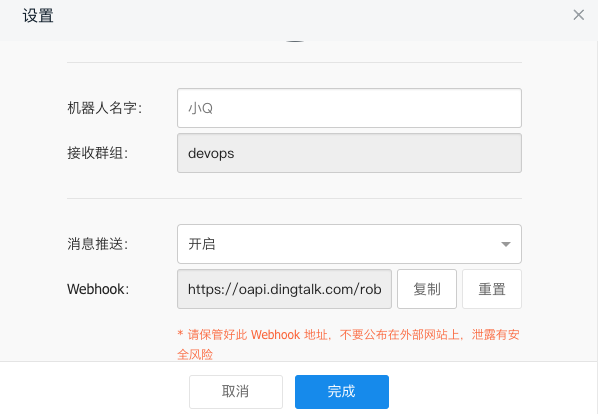 设置
机器人名字：
小Q
接收群组：
devops
消息推送：
开启
Webhook：
https://oapi.dingtalk.com/rob
复制
重置
* 请保管好此 Webhook 地址，不要公布在外部网站上，泄露有安
全风险
取消
完成